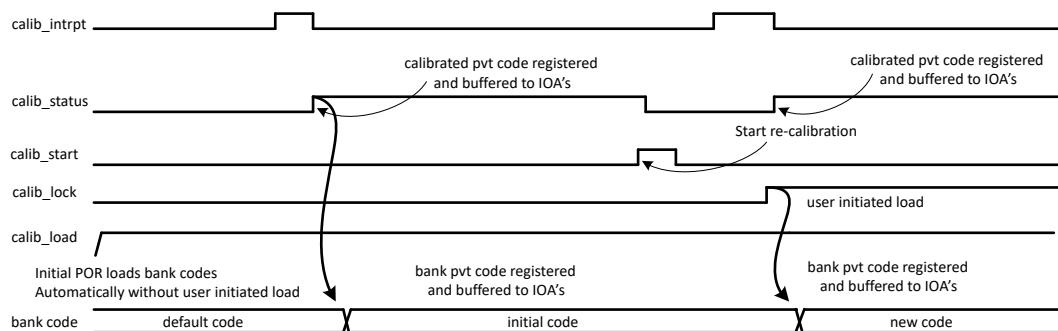 calib_intrpt
calibrated pvt code registered
and buffered to IOA's
calibrated pvt code registered
and buffered to IOA's
calib_status
Start re-calibration
calib_start
calib_lock
user initiated load
calib_load
Initial POR loads bank codes
Automatically without user initiated load
bank pvt code registered
and buffered to IOA's
bank pvt code registered
and buffered to IOA's
bank code
default code
initial code
new code